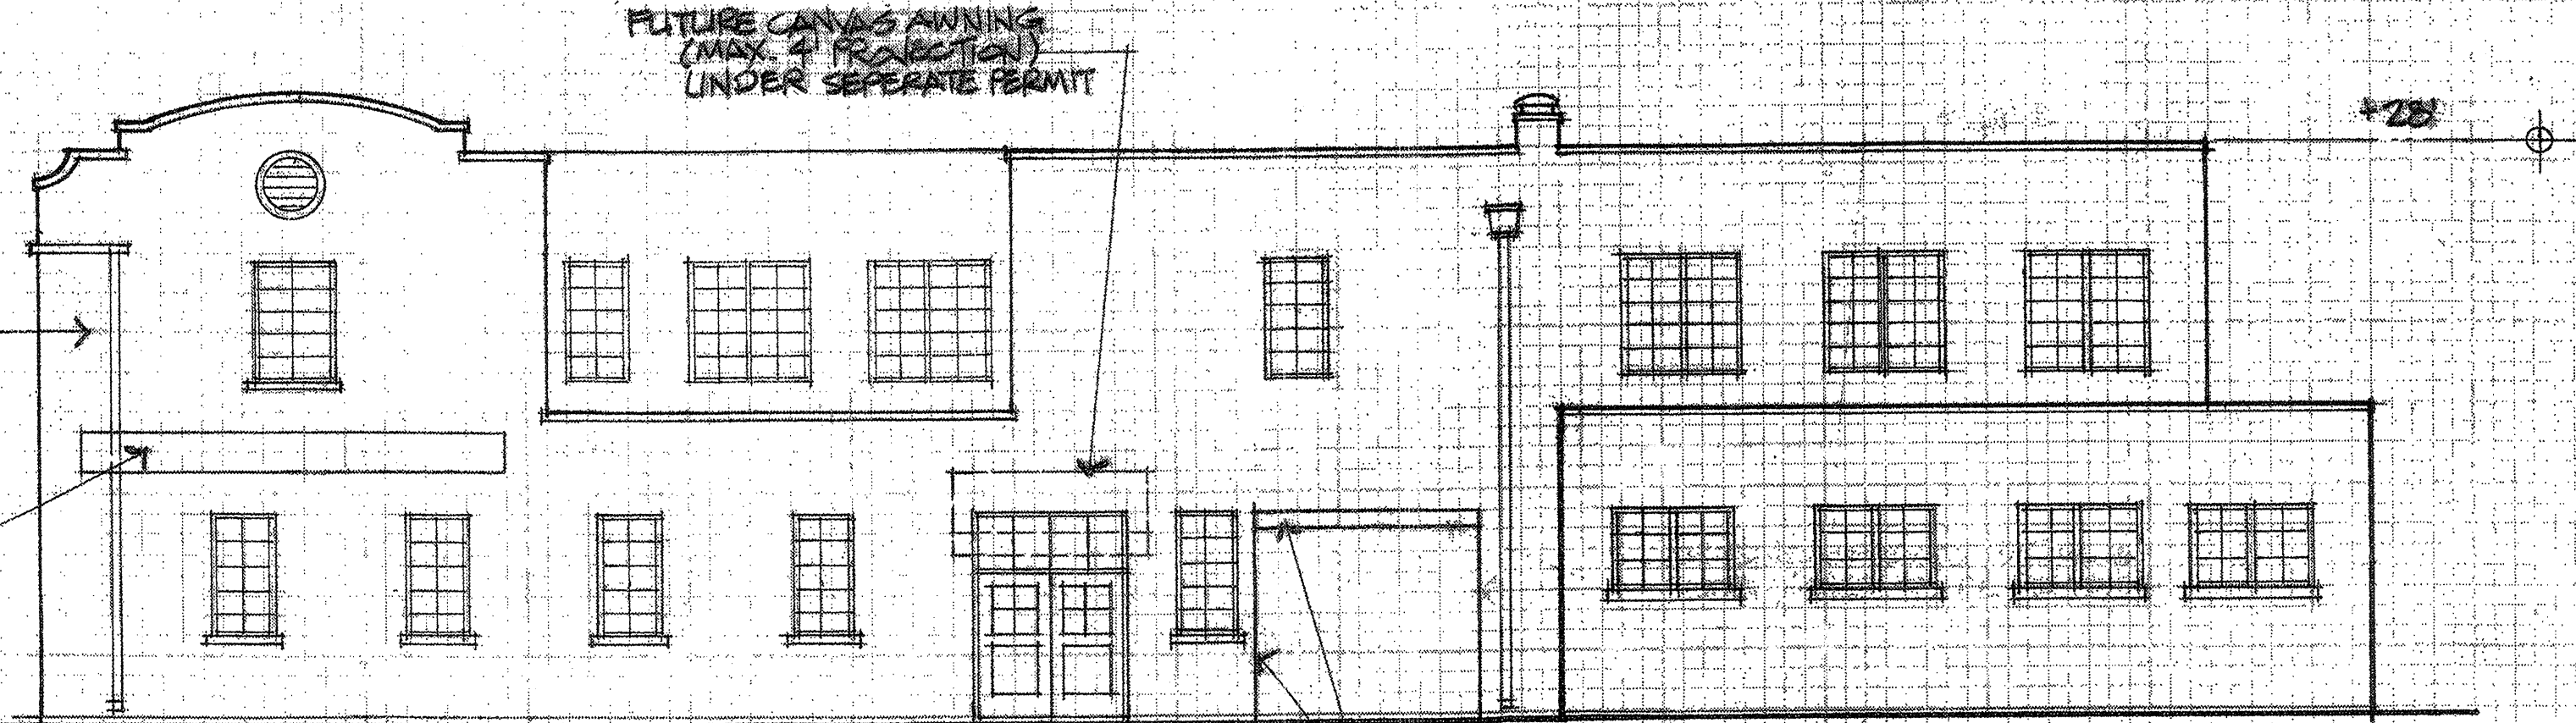 FUTURE CANVAS AWNING
(MAX. 4' PROJECTION)
UNDER SEPERATE PERMIT
+28'